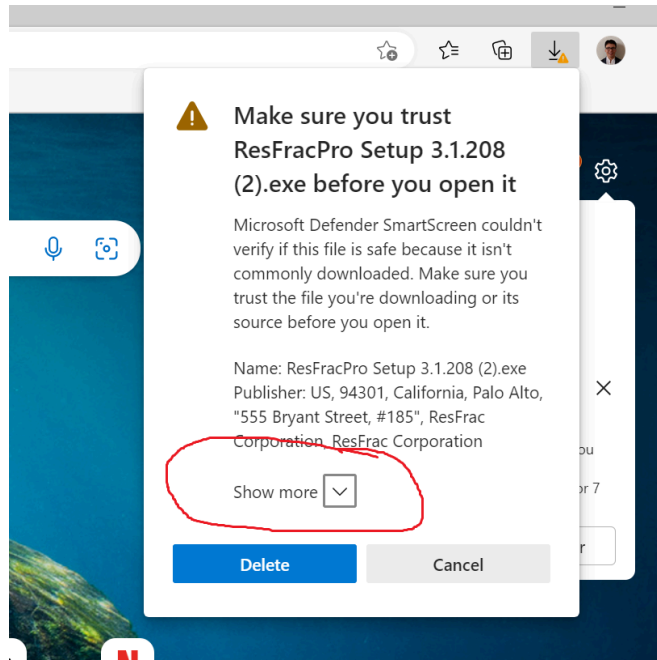 Make sure you trust
ResFracPro Setup 3.1.208
(2).exe before you open it
Microsoft Defender SmartScreen couldn't
verify if this file is safe because it isn't
commonly downloaded. Make sure you
trust the file you're downloading or its
source before you open it.
Name: ResFracPro Setup 3.1.208 (2).exe
Publisher: US, 94301, California, Palo Alto,
"555 Bryant Street, #185", ResFrac
Corporation, ResFrac Corporation
Show more
Delete
Cancel
or 7
N